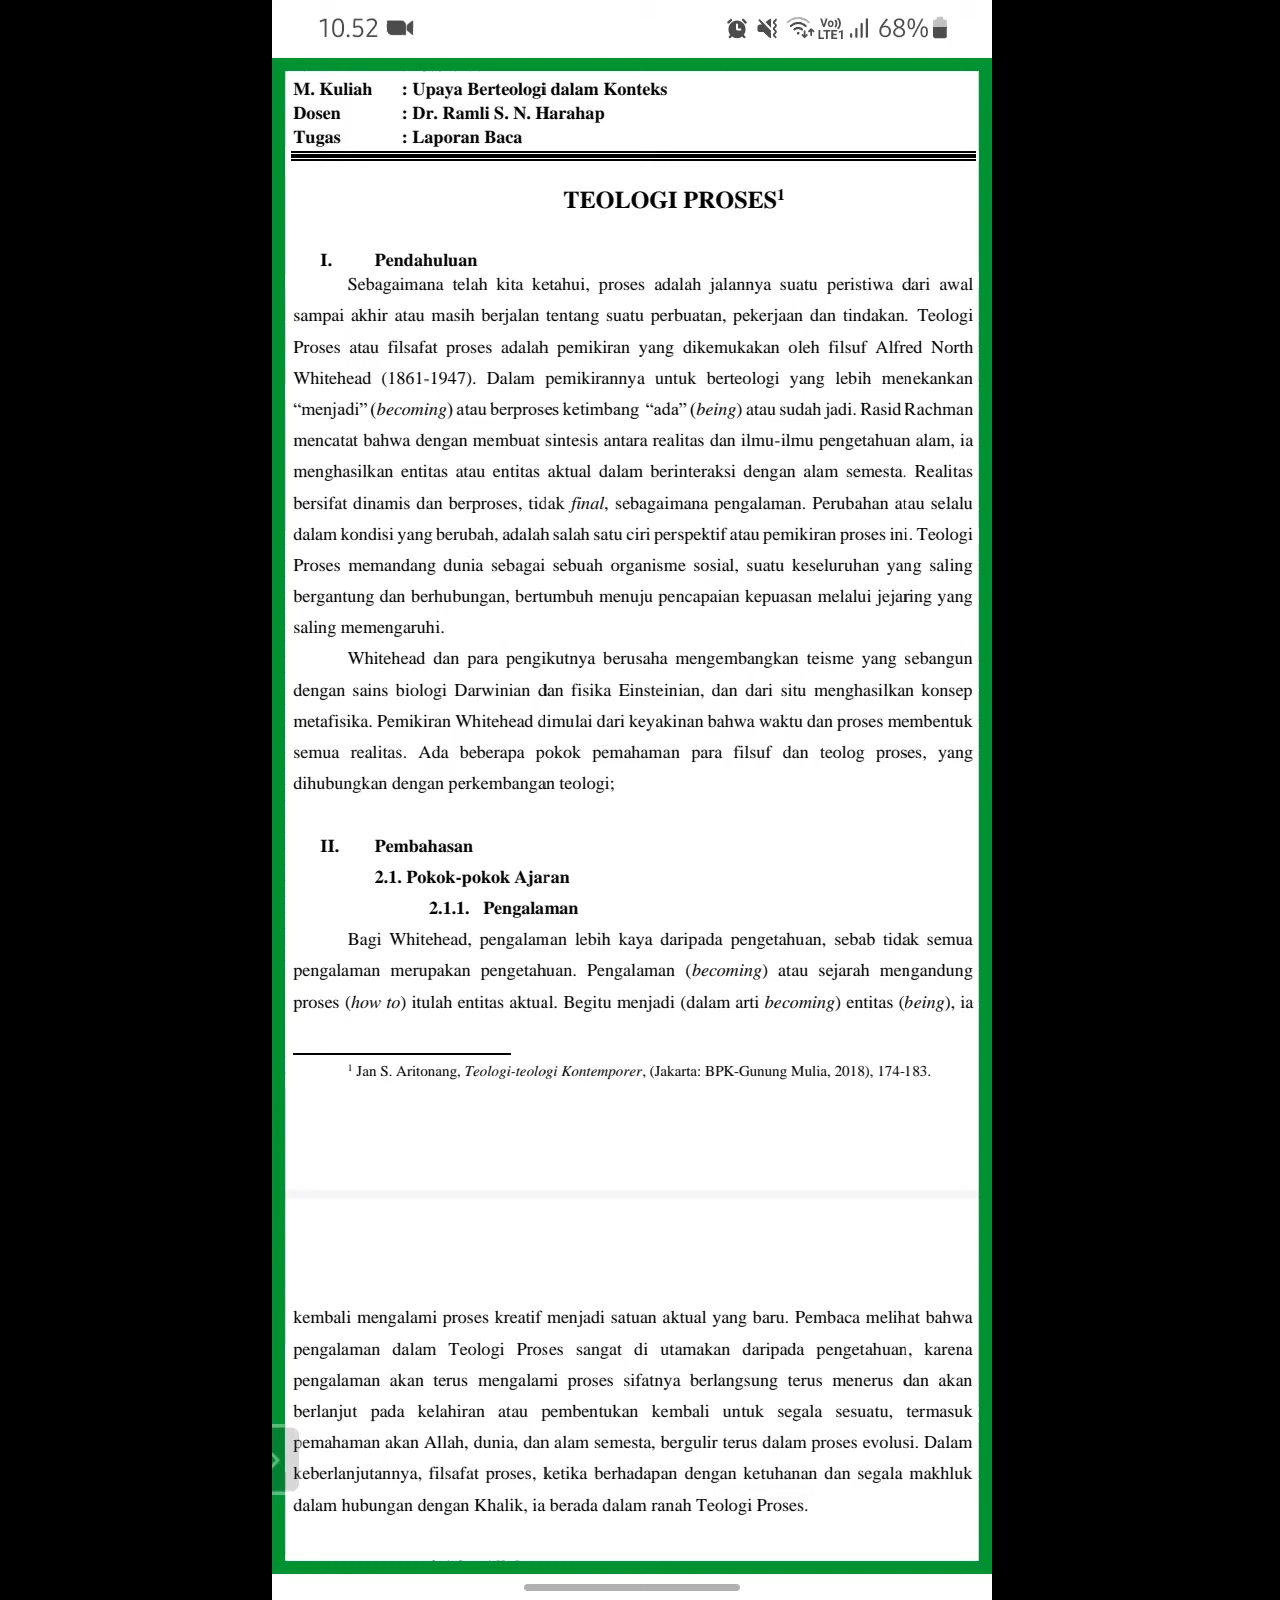 10.52
Vo))
LTE1
68%
M. Kuliah : Upaya Berteologi dalam Konteks
Dosen : Dr. Ramli S. N. Harahap
Tugas : Laporan Baca
TEOLOGI PROSES¹
I. Pendahuluan
Sebagaimana telah kita ketahui, proses adalah jalannya suatu peristiwa dari awal
sampai akhir atau masih berjalan tentang suatu perbuatan, pekerjaan dan tindakan. Teologi
Proses atau filsafat proses adalah pemikiran yang dikemukakan oleh filsuf Alfred North
Whitehead (1861-1947). Dalam pemikirannya untuk berteologi yang lebih menekankan
“menjadi” (becoming) atau berproses ketimbang “ada” (being) atau sudah jadi. Rasid Rachman
mencatat bahwa dengan membuat sintesis antara realitas dan ilmu-ilmu pengetahuan alam, ia
menghasilkan entitas atau entitas aktual dalam berinteraksi dengan alam semesta. Realitas
bersifat dinamis dan berproses, tidak final, sebagaimana pengalaman. Perubahan atau selalu
dalam kondisi yang berubah, adalah salah satu ciri perspektif atau pemikiran proses ini. Teologi
Proses memandang dunia sebagai sebuah organisme sosial, suatu keseluruhan yang saling
bergantung dan berhubungan, bertumbuh menuju pencapaian kepuasan melalui jejaring yang
saling memengaruhi.
Whitehead dan para pengikutnya berusaha mengembangkan teisme yang sebangun
dengan sains biologi Darwinian dan fisika Einsteinian, dan dari situ menghasilkan konsep
metafisika. Pemikiran Whitehead dimulai dari keyakinan bahwa waktu dan proses membentuk
semua realitas. Ada beberapa pokok pemahaman para filsuf dan teolog proses, yang
dihubungkan dengan perkembangan teologi;
II. Pembahasan
2.1. Pokok-pokok Ajaran
2.1.1. Pengalaman
Bagi Whitehead, pengalaman lebih kaya daripada pengetahuan, sebab tidak semua
pengalaman merupakan pengetahuan. Pengalaman (becoming) atau sejarah mengandung
proses (how to) itulah entitas aktual. Begitu menjadi (dalam arti becoming) entitas (being), ia
¹ Jan S. Aritonang, Teologi-teologi Kontemporer, (Jakarta: BPK-Gunung Mulia, 2018), 174-183.
kembali mengalami proses kreatif menjadi satuan aktual yang baru. Pembaca melihat bahwa
pengalaman dalam Teologi Proses sangat di utamakan daripada pengetahuan, karena
pengalaman akan terus mengalami proses sifatnya berlangsung terus menerus dan akan
berlanjut pada kelahiran atau pembentukan kembali untuk segala sesuatu, termasuk
pemahaman akan Allah, dunia, dan alam semesta, bergulir terus dalam proses evolusi. Dalam
keberlanjutannya, filsafat proses, ketika berhadapan dengan ketuhanan dan segala makhluk
dalam hubungan dengan Khalik, ia berada dalam ranah Teologi Proses.